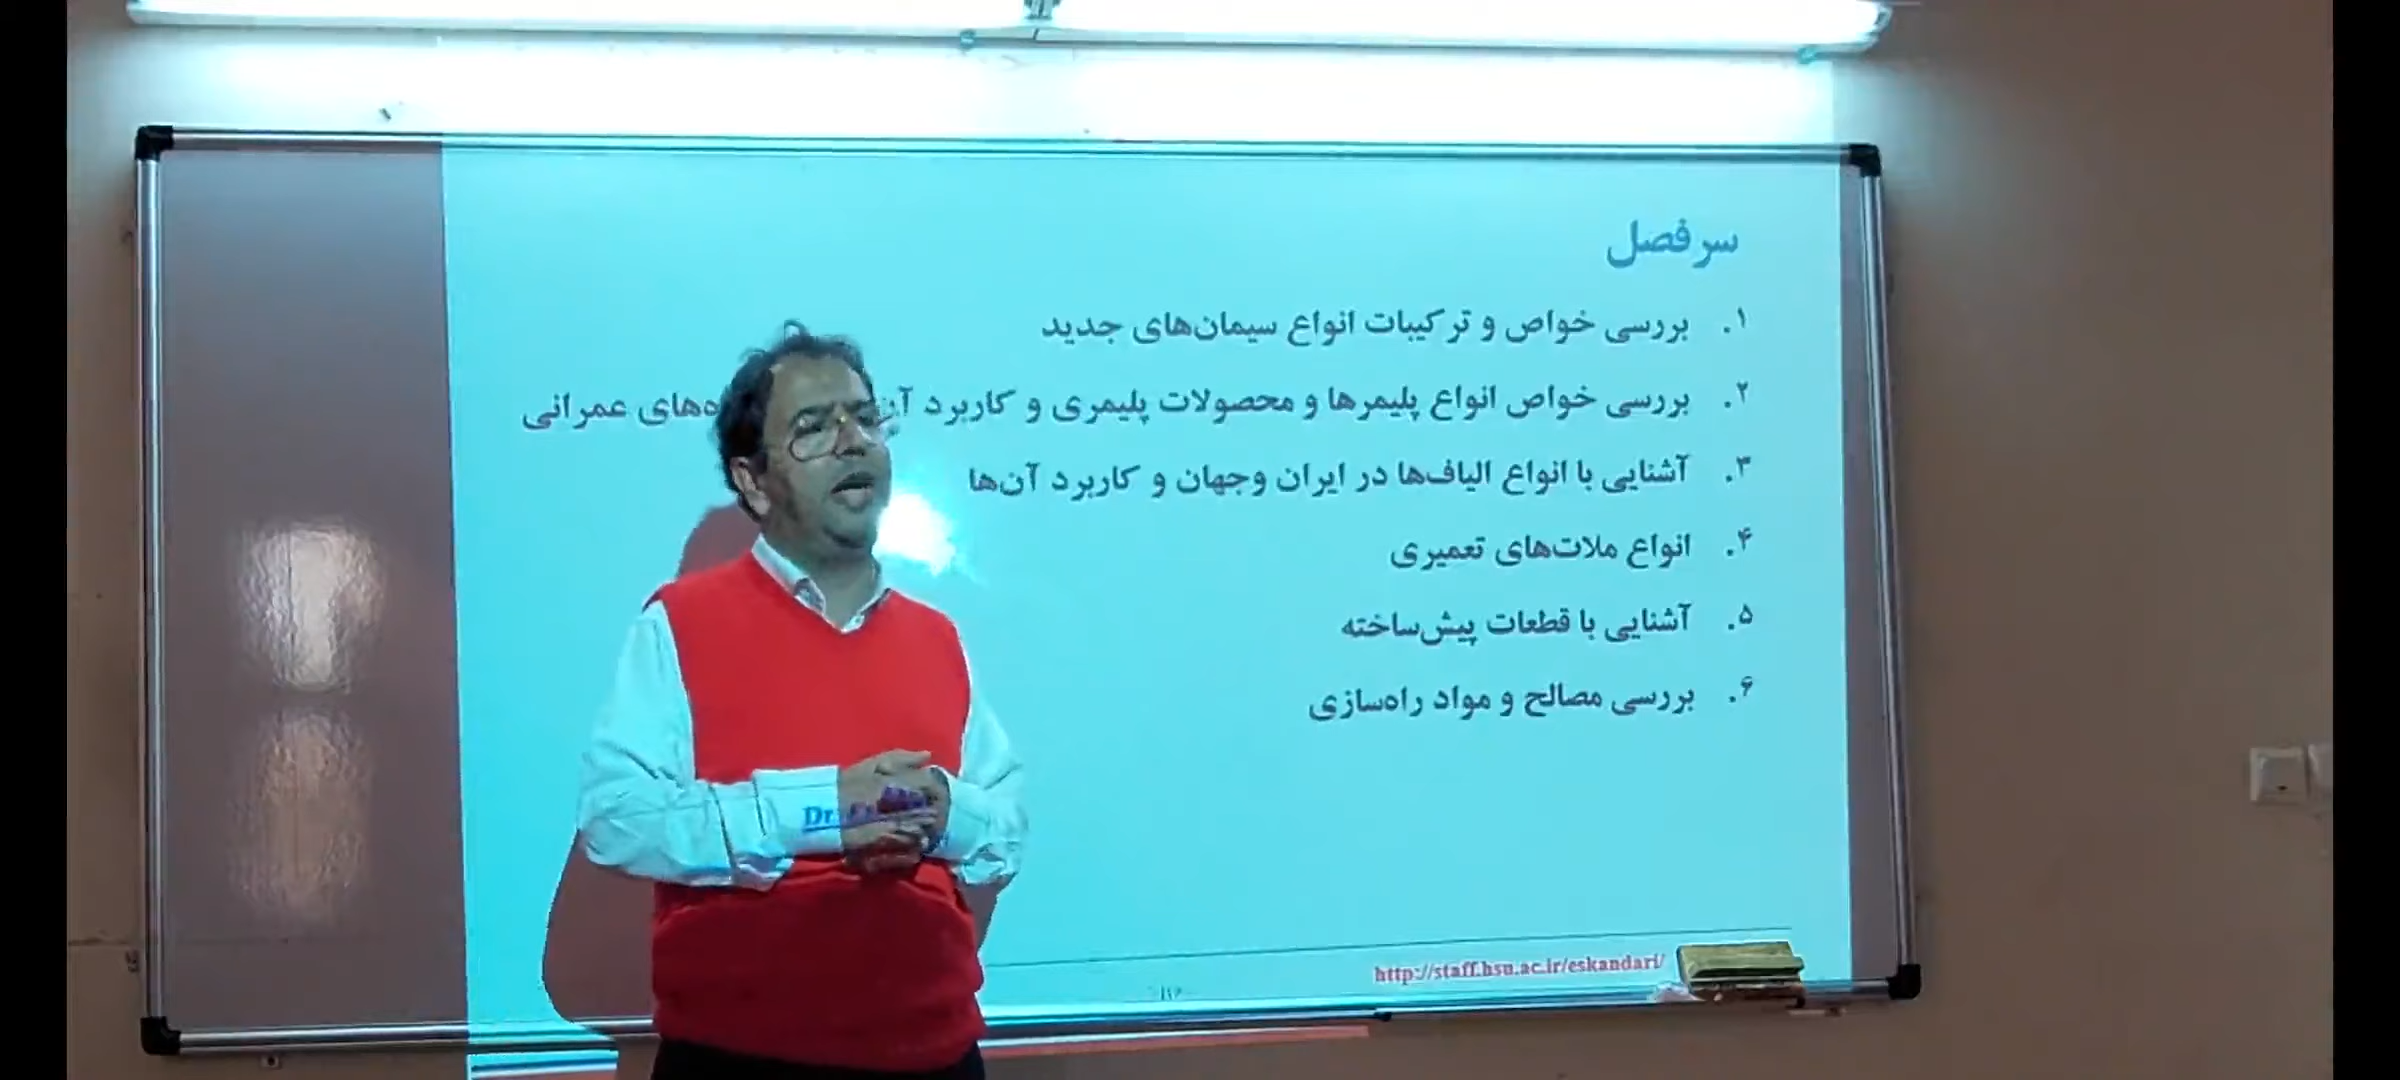 سرفصل
۱. بررسی خواص و ترکیبات انواع سیمان‌های جدید
۲. بررسی خواص انواع پلیمرها و محصولات پلیمری و کاربرد عمرانی
۳. آشنایی با انواع الیاف‌ها در ایران وجهان و کاربرد آن‌ها
۴. انواع ملات‌های تعمیری
۵. آشنایی با قطعات پیش‌ساخته
۶. بررسی مصالح و مواد راه‌سازی
Dr.
http://staff.hsu.ac.ir/eskandari/